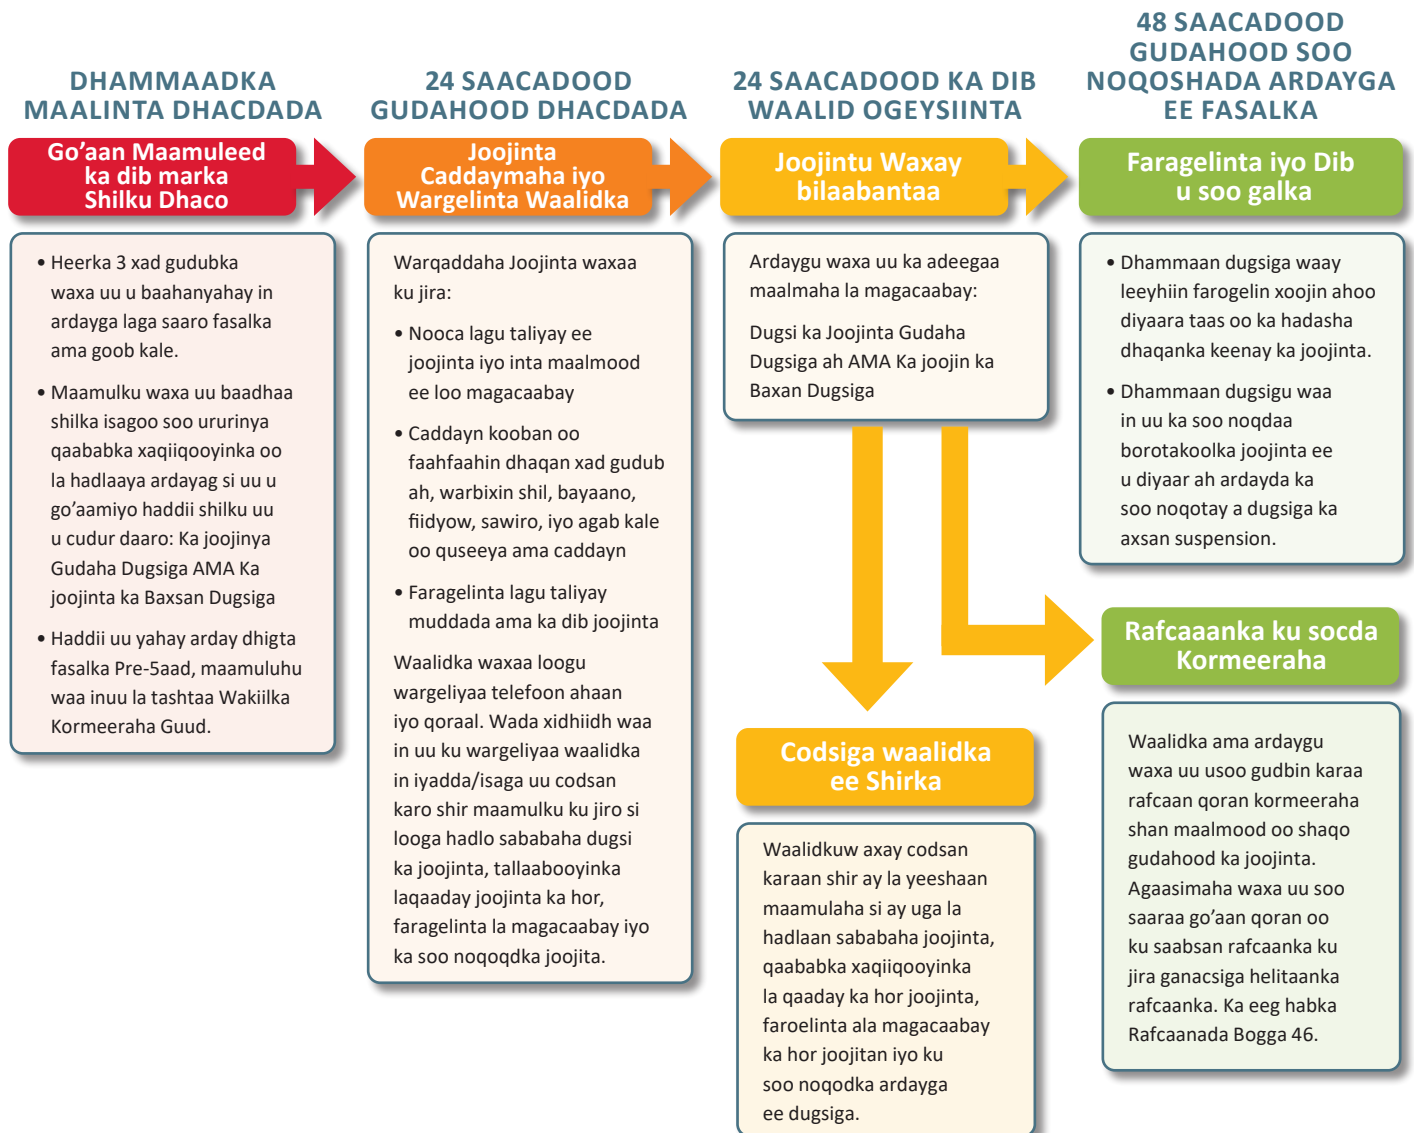 DHAMMAADKA
MAALINTA DHACDADA
Go'aan Maamuleed
ka dib marka
Shilku Dhaco
• Heerka 3 xad gudubka
waxa uu u baahanyahay in
ardayga laga saaro fasalka
ama goob kale.
• Maamulku waxa uu baadhaa
shilka isagoo soo ururinya
qaababka xaqiiqooyinka oo
la hadlaaya ardayag si uu u
go'aamiyo haddii shilku uu
u cudur daaro: Ka joojinya
Gudaha Dugsiga AMA Ka
joojinta ka Baxsan Dugsiga
• Haddii uu yahay arday dhigta
fasalka Pre-5aad, maamuluhu
waa inuu la tashtaa Wakiilka
Kormeeraha Guud.
24 SAACADOOD
GUDAHOOD DHACDADA
Joojinta
Caddaymaha iyo
Wargelinta Waalidka
Warqaddaha Joojinta waxaa
ku jira:
• Nooca lagu taliyay ee
joojinta iyo inta maalmood
ee loo magacaabay
• Caddayn kooban oo
faahfaahin dhaqan xad gudub
ah, warbixin shil, bayaano,
fiidyow, sawiro, iyo agab kale
oo quseeya ama caddayn
• Faragelinta lagu taliyay
muddada ama ka dib joojinta
Waalidka waxaa loogu
wargeliyaa telefoon ahaan
iyo qoraal. Wada xidhiidh waa
in uu ku wargeliyaa waalidka
in iyadda/isaga uu codsan
karo shir maamulku ku jiro si
looga hadlo sababaha dugsi
ka joojinta, tallaabooyinka
laqaaday joojinta ka hor,
faragelinta la magacaabay iyo
ka soo noqoqdka joojita.
24 SAACADOOD KA DIB
WAALID OGEYSIINTA
Joojintu Waxay
bilaabantaa
Ardaygu waxa uu ka adeegaa
maalmaha la magacaabay:
Dugsi ka Joojinta Gudaha
Dugsiga ah AMA Ka joojin ka
Baxan Dugsiga
Codsiga waalidka
ee Shirka
Waalidkuw axay codsan
karaan shir ay la yeeshaan
maamulaha si ay uga la
hadlaan sababaha joojinta,
qaababka xaqiiqooyinka
la qaaday ka hor joojinta,
faroelinta ala magacaabay
ka hor joojitan iyo ku
soo noqodka ardayga
ee dugsiga.
48 SAACADOOD
GUDAHOOD SOO
NOQOSHADA ARDAYGA
EE FASALKA
Faragelinta iyo Dib
u soo galka
• Dhammaan dugsiga waay
leeyhiin farogelin xoojin ahoo
diyaara taas oo ka hadasha
dhaqanka keenay ka joojinta.
• Dhammaan dugsigu waa
in uu ka soo noqdaa
borotakoolka joojinta ee
u diyaar ah ardayda ka
soo noqotay a dugsiga ka
axsan suspension.
Rafcaaanka ku socda
Kormeeraha
Waalidka ama ardaygu
waxa uu usoo gudbin karaa
rafcaan qoran kormeeraha
shan maalmood oo shaqo
gudahood ka joojinta.
Agaasimaha waxa uu soo
saaraa go'aan qoran oo
ku saabsan rafcaanka ku
jira ganacsiga helitaanka
rafcaanka. Ka eeg habka
Rafcaanada Bogga 46.